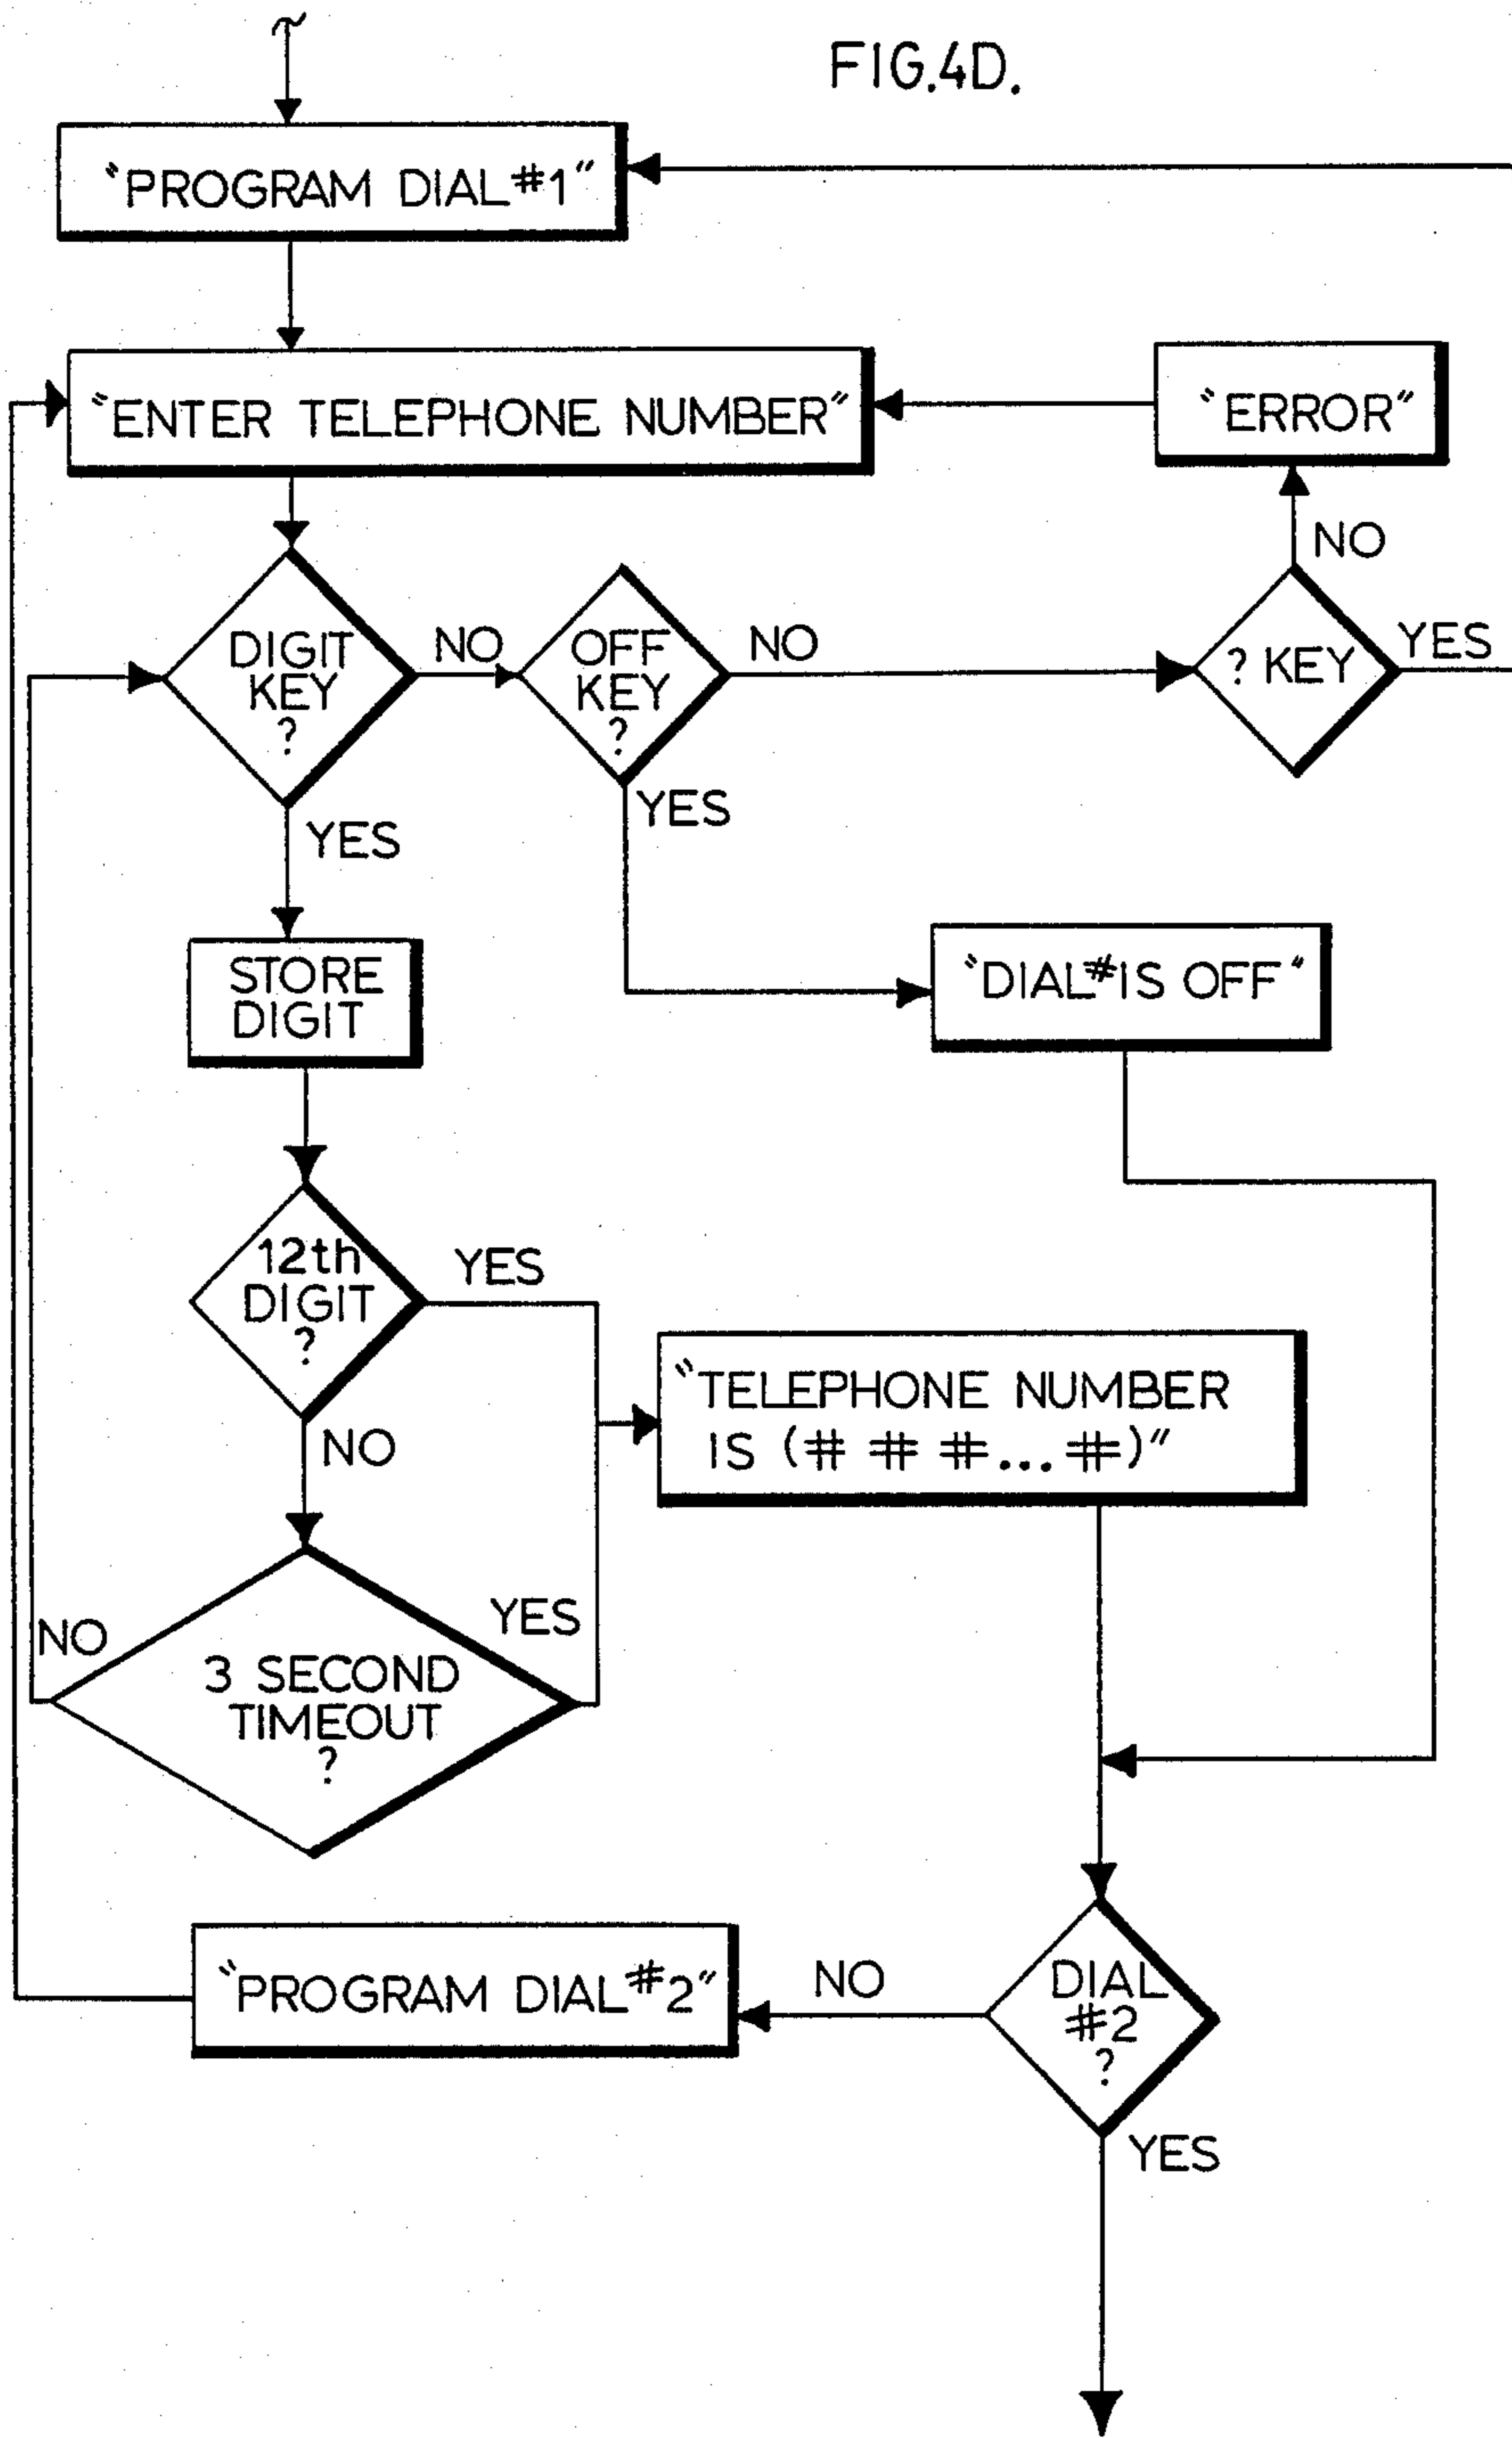 FIG.4D.
"PROGRAM DIAL #1"
"ENTER TELEPHONE NUMBER"
"ERROR"
NO
DIGIT
KEY
?
NO
OFF
KEY
?
NO
? KEY
YES
YES
YES
STORE
DIGIT
"DIAL # IS OFF"
12th
DIGIT
?
YES
NO
"TELEPHONE NUMBER
IS (# # #...#)"
NO
YES
3 SECOND
TIMEOUT
?
"PROGRAM DIAL #2"
NO
DIAL
#2
?
YES